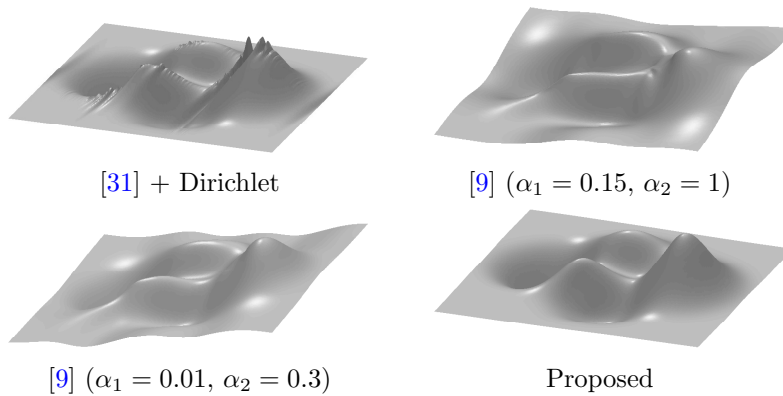 [31] + Dirichlet
[9] (α₁ = 0.15, α₂ = 1)
[9] (α₁ = 0.01, α₂ = 0.3)
Proposed